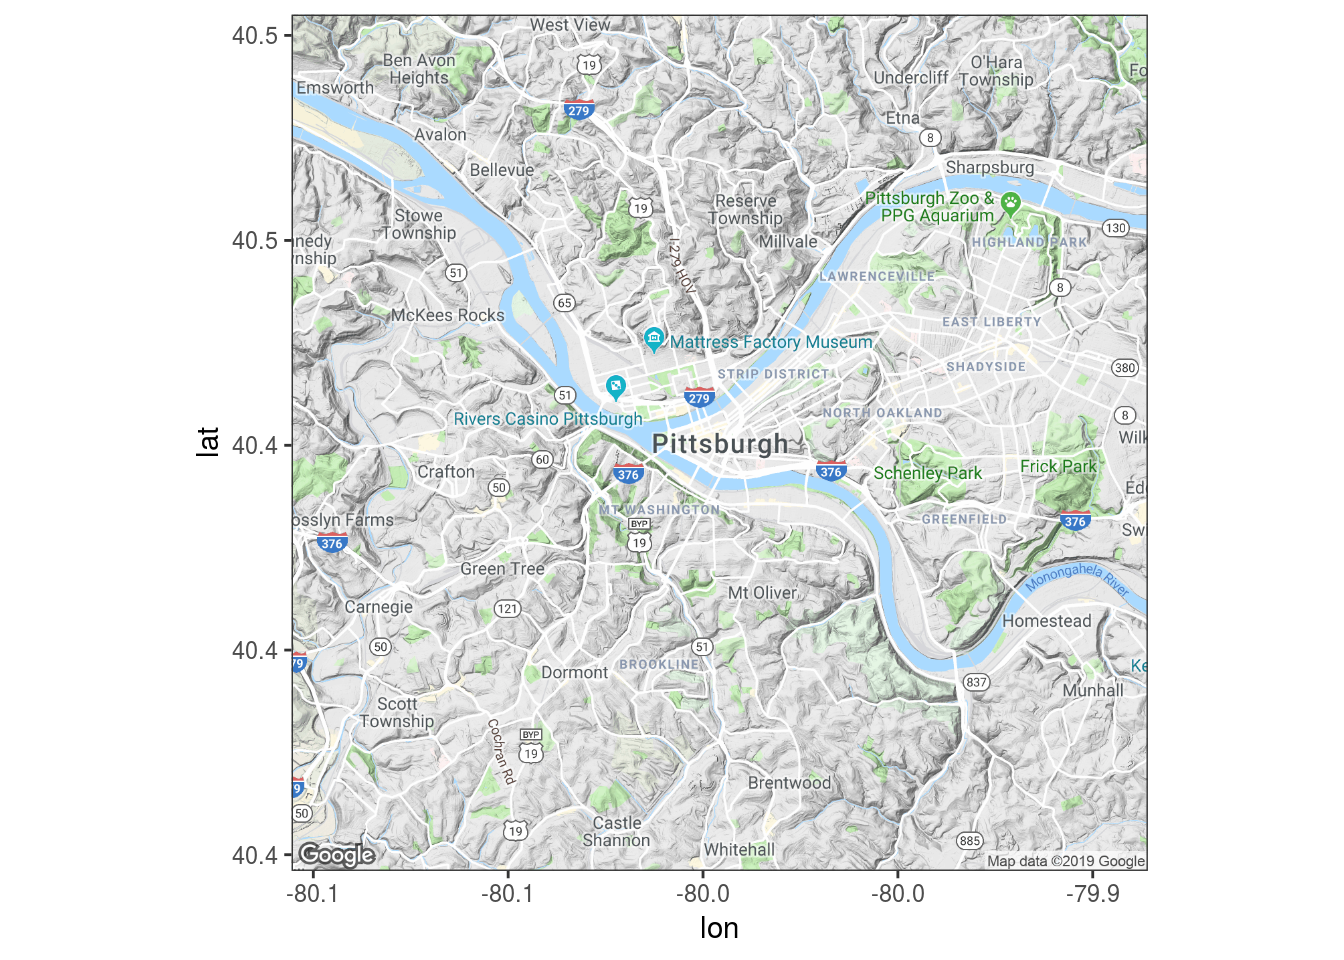 40.5
West View
19
Ben Avon
Heights
O'Hara
Township
Undercliff
Fo
Emsworth
279
Etna
Avalon
8
Bellevue
Sharpsburg
Pittsburgh Zoo &
PPG Aquarium
Reserve
Township
19
Stowe
Township
130
40.5
nnedy
nship
Millvale
HIGHLAND PARK
I-279 HOV
51
LAWRENCEVILLE
8
65
McKees Rocks
EAST LIBERTY
Mattress Factory Museum
STRIP DISTRICT
SHADYSIDE
380
51
279
NORTH OAKLAND
8
Rivers Casino Pittsburgh
40.4
lat
Pittsburgh
Wilk
60
Crafton
376
376
Schenley Park
Frick Park
50
Ed
MT WASHINGTON
osslyn Farms
GREENFIELD
376
BYP
19
Sw
376
Green Tree
Monongahela River
Carnegie
121
Mt Oliver
Homestead
50
51
40.4
79
Dormont
BROOKLINE
Ke
837
Munhall
Scott
Township
Cochran Rd
BYP
19
9
Brentwood
50
Castle
Shannon
19
885
Whitehall
40.4
Google
Map data ©2019 Google
-80.1
-80.1
-80.0
-80.0
-79.9
lon